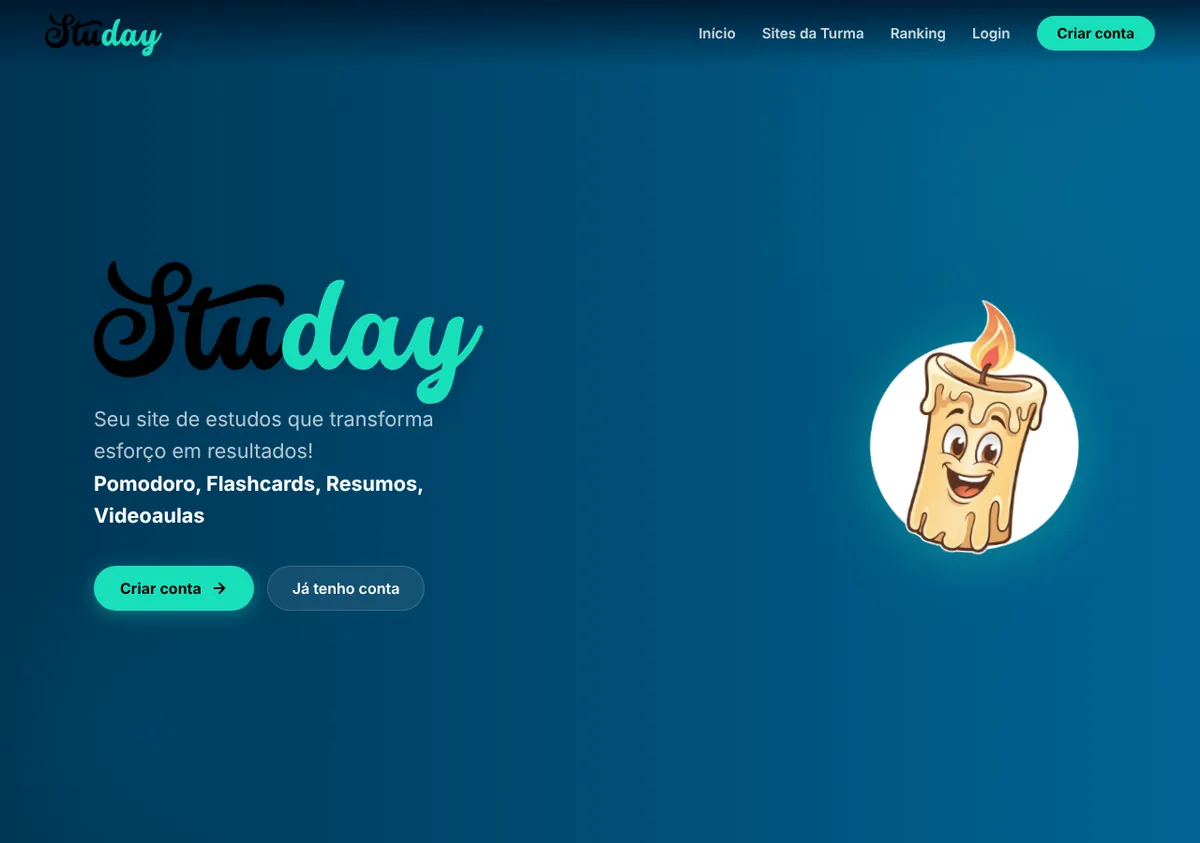 Studay
Início
Sites da Turma
Ranking
Login
Criar conta
Studay
Seu site de estudos que transforma
esforço em resultados!
Pomodoro, Flashcards, Resumos,
Videoaulas
Criar conta →
Já tenho conta